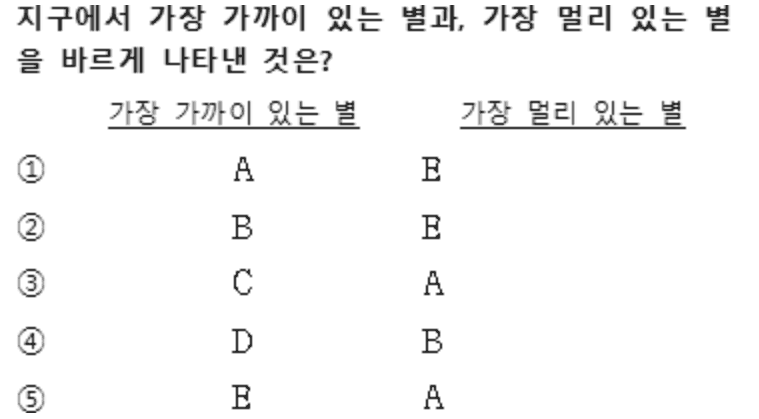 지구에서 가장 가까이 있는 별과, 가장 멀리 있는 별
을 바르게 나타낸 것은?
가장 가까이 있는 별 가장 멀리 있는 별
① A E
② B E
③ C A
④ D B
⑤ E A